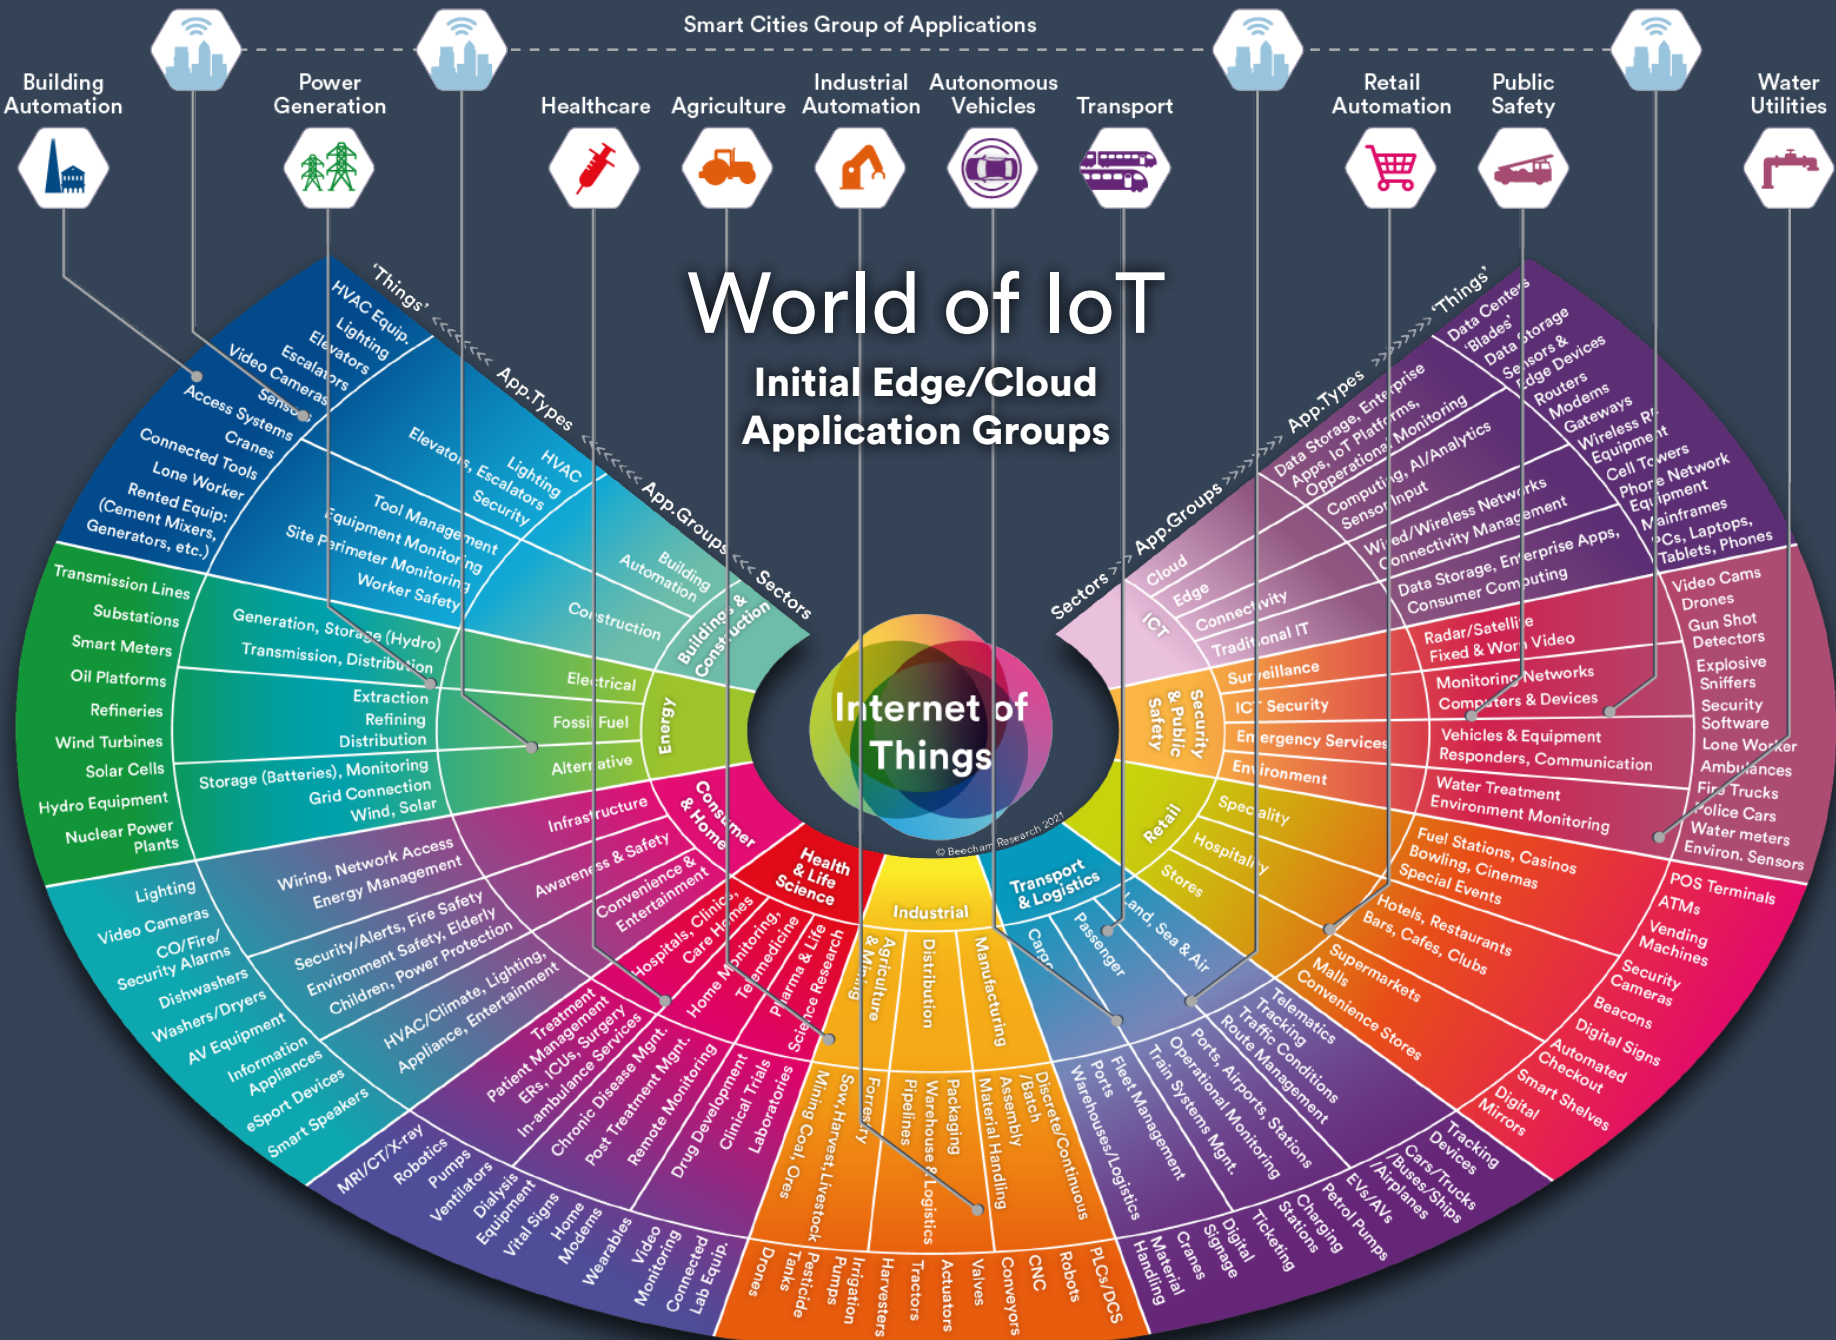 Smart Cities Group of Applications
Building
Automation
Power
Generation
Healthcare
Agriculture
Industrial
Automation
Autonomous
Vehicles
Transport
Retail
Automation
Public
Safety
Water
Utilities
World of IoT
Initial Edge/Cloud
Application Groups
Internet of
Things
© Beecham Research 2021
'Things'
App.Types
App.Groups
Sectors
Buildings &
Construction
Building
Automation
Construction
HVAC
Lighting
Elevators, Escalators
Security
Tool Management
Equipment Monitoring
Site Perimeter Monitoring
Worker Safety
HVAC Equip.
Lighting
Elevators
Escalators
Video Cameras
Sensors
Access Systems
Cranes
Connected Tools
Lone Worker
Rented Equip:
(Cement Mixers,
Generators, etc.)
Energy
Electrical
Fossil Fuel
Alternative
Generation, Storage (Hydro)
Transmission, Distribution
Extraction
Refining
Distribution
Storage (Batteries), Monitoring
Grid Connection
Wind, Solar
Transmission Lines
Substations
Smart Meters
Oil Platforms
Refineries
Wind Turbines
Solar Cells
Hydro Equipment
Nuclear Power
Plants
Consumer
& Home
Infrastructure
Awareness & Safety
Convenience &
Entertainment
Wiring, Network Access
Energy Management
Security/Alerts, Fire Safety
Environment Safety, Elderly
Children, Power Protection
HVAC/Climate, Lighting,
Appliance, Entertainment
Lighting
Video Cameras
CO/Fire/
Security Alarms
Dishwashers
Washers/Dryers
AV Equipment
Information
Appliances
eSport Devices
Smart Speakers
Health
& Life
Science
Hospitals, Clinics,
Care Homes
Home Monitoring,
Telemedicine
Pharma & Life
Science Research
Treatment
Patient Management
ERs, ICUs, Surgery
In-ambulance Services
Chronic Disease Mgmt.
Post Treatment Mgmt.
Remote Monitoring
Drug Development
Clinical Trials
Laboratories
MRI/CT/X-ray
Robotics
Pumps
Ventilators
Dialysis
Equipment
Vital Signs
Home
Modems
Wearables
Video
Monitoring
Connected
Lab Equip.
Industrial
Agriculture
& Mining
Distribution
Manufacturing
Mining Coal, Ores
Sow,Harvest,Livestock
Forestry
Pipelines
Warehouse & Logistics
Packaging
Material Handling
Assembly
/Batch
Discrete/Continuous
Drones
Tanks
Pesticide
Pumps
Irrigation
Harvesters
Tractors
Actuators
Valves
Conveyors
CNC
Robots
PLCs/DCS
Transport
& Logistics
Cargo
Passenger
Land, Sea & Air
Warehouses/Logistics
Ports
Fleet Management
Train Systems Mgmt.
Operational Monitoring
Ports, Airports, Stations
Route Management
Traffic Conditions
Tracking
Telematics
Handling
Material
Cranes
Signage
Digital
Ticketing
Stations
Charging
Petrol Pumps
EVs/AVs
/Airplanes
/Buses/Ships
Cars/Trucks
Devices
Tracking
Retail
Speciality
Hospitality
Stores
Fuel Stations, Casinos
Bowling, Cinemas
Special Events
Hotels, Restaurants
Bars, Cafes, Clubs
Supermarkets
Malls
Convenience Stores
POS Terminals
ATMs
Vending
Machines
Security
Cameras
Beacons
Digital Signs
Automated
Checkout
Smart Shelves
Digital
Mirrors
Security
& Public
Safety
Surveillance
ICT Security
Emergency Services
Environment
Radar/Satellite
Fixed & Worn Video
Monitoring Networks
Computers & Devices
Vehicles & Equipment
Responders, Communication
Water Treatment
Environment Monitoring
Video Cams
Drones
Gun Shot
Detectors
Explosive
Sniffers
Security
Software
Lone Worker
Ambulances
Fire Trucks
Police Cars
Water meters
Environ. Sensors
Sectors
App.Groups
App.Types
'Things'
ICT
Cloud
Edge
Connectivity
Traditional IT
Data Storage, Enterprise
Apps, IoT Platforms,
Opperational Monitoring
Computing, AI/Analytics
Sensor Input
Wired/Wireless Networks
Connectivity Management
Data Storage, Enterprise Apps,
Consumer Computing
Data Centers
'Blades'
Data Storage
Sensors &
Edge Devices
Routers
Modems
Gateways
Wireless RF
Equipment
Cell Towers
Phone Network
Equipment
Mainframes
PCs, Laptops,
Tablets, Phones